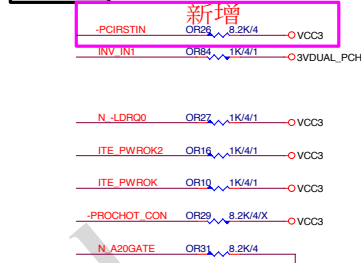 新增
-PCIRSTIN OR26 8.2K/4 VCC3
INV_IN1 OR84 1K/4/1 3VDUAL_PCH
N_-LDRQ0 OR27 1K/4/1 VCC3
ITE_PWROK2 OR16 1K/4/1 VCC3
ITE_PWROK OR10 1K/4/1 VCC3
-PROCHOT_CON OR29 8.2K/4/X VCC3
N_A20GATE OR31 8.2K/4